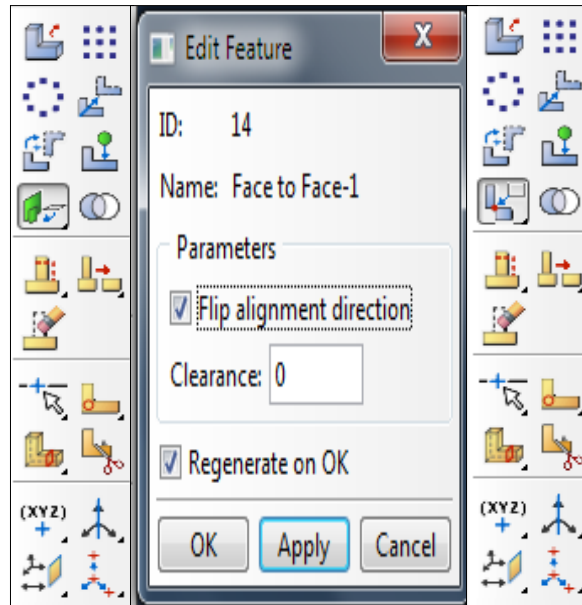 Edit Feature
X
ID: 14
Name: Face to Face-1
Parameters
Flip alignment direction
Clearance: 0
Regenerate on OK
OK Apply Cancel
(XYZ)
(XYZ)